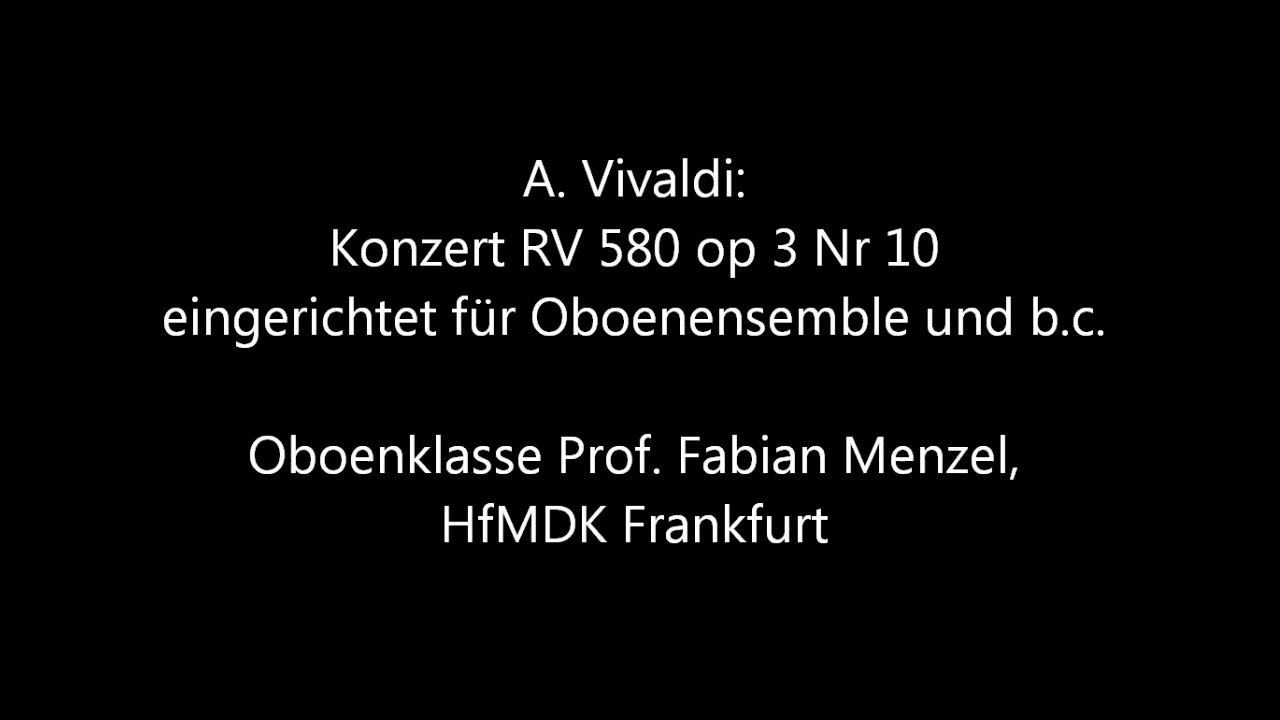 A. Vivaldi:
Konzert RV 580 op 3 Nr 10
eingerichtet für Oboenensemble und b.c.
Oboenklasse Prof. Fabian Menzel,
HfMDK Frankfurt